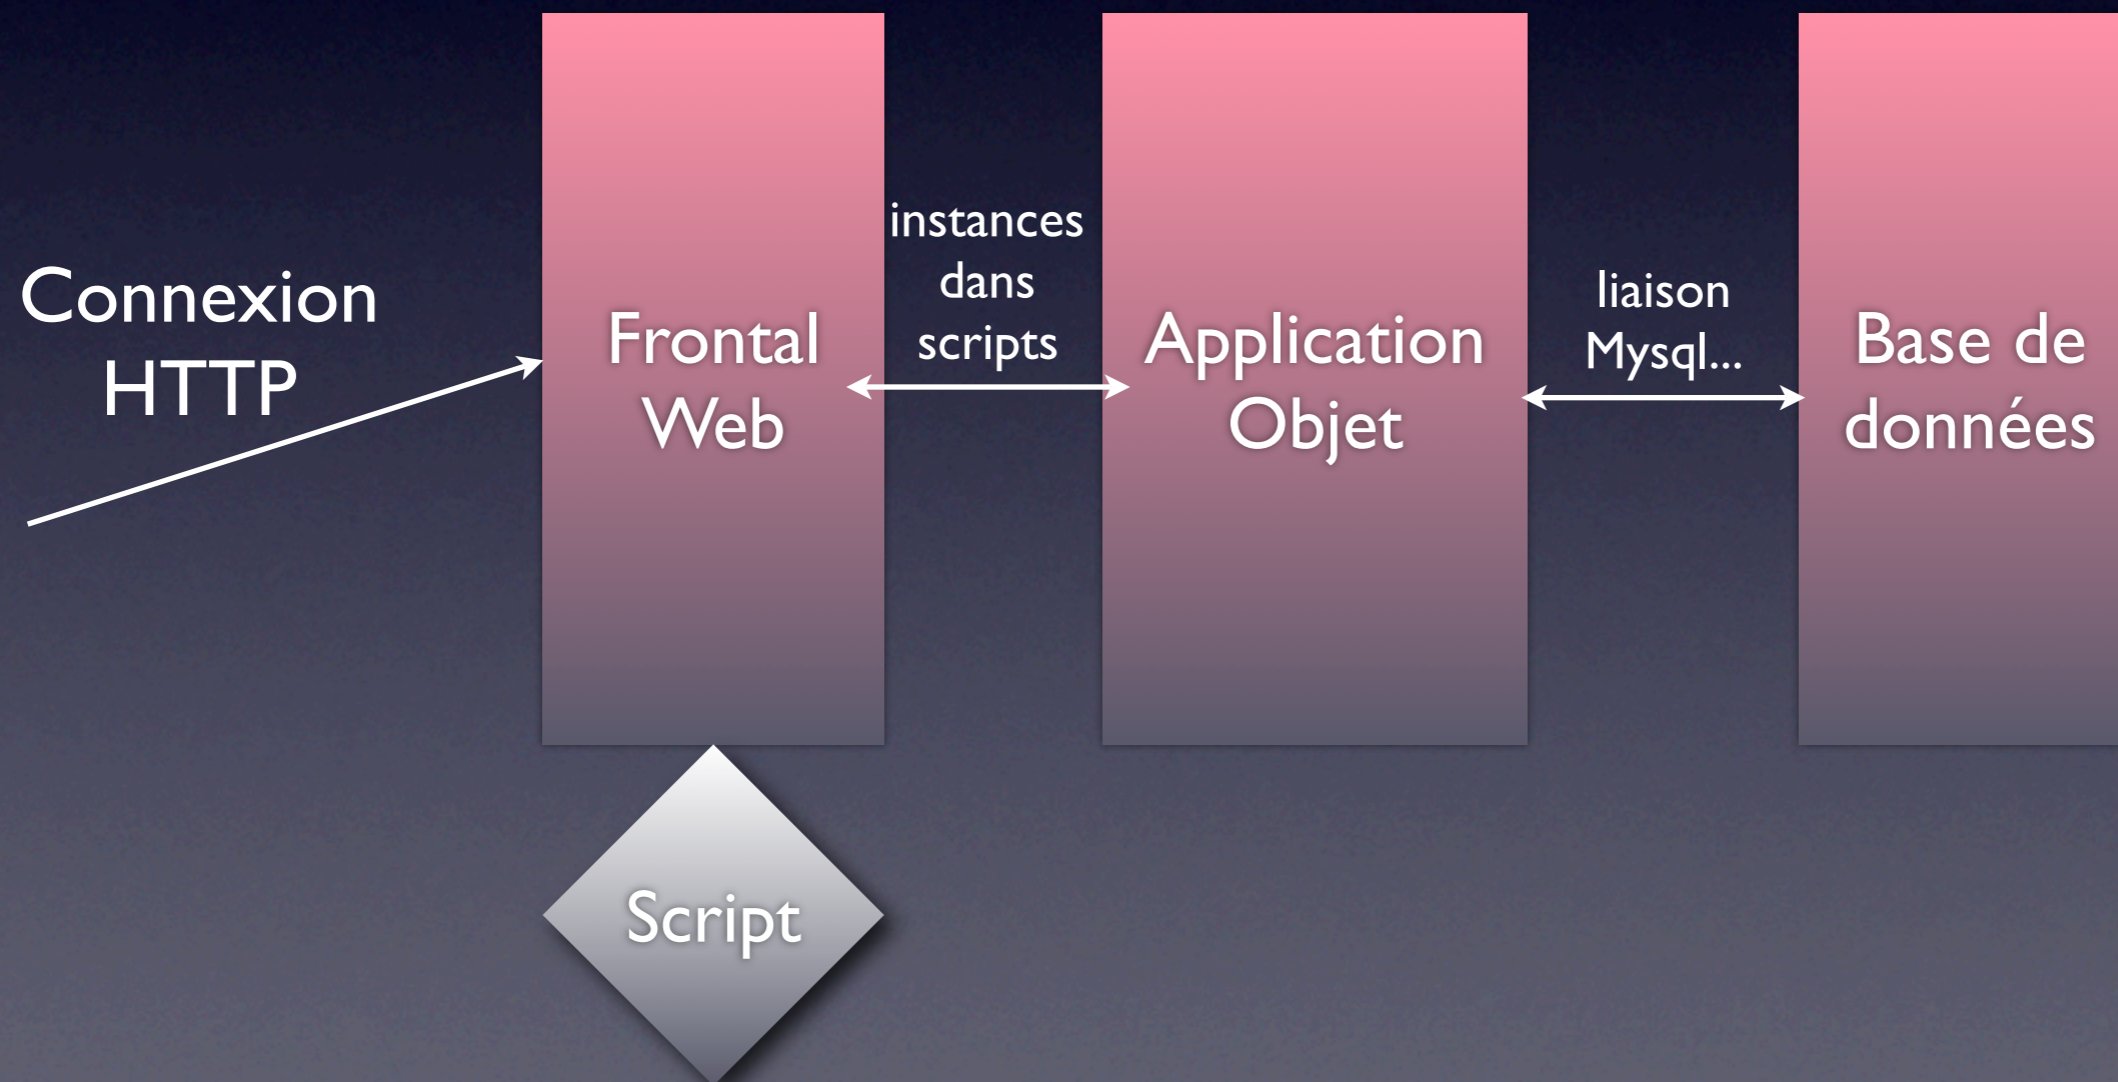 Connexion
HTTP
Frontal
Web
instances
dans
scripts
Application
Objet
liaison
Mysql...
Base de
données
Script